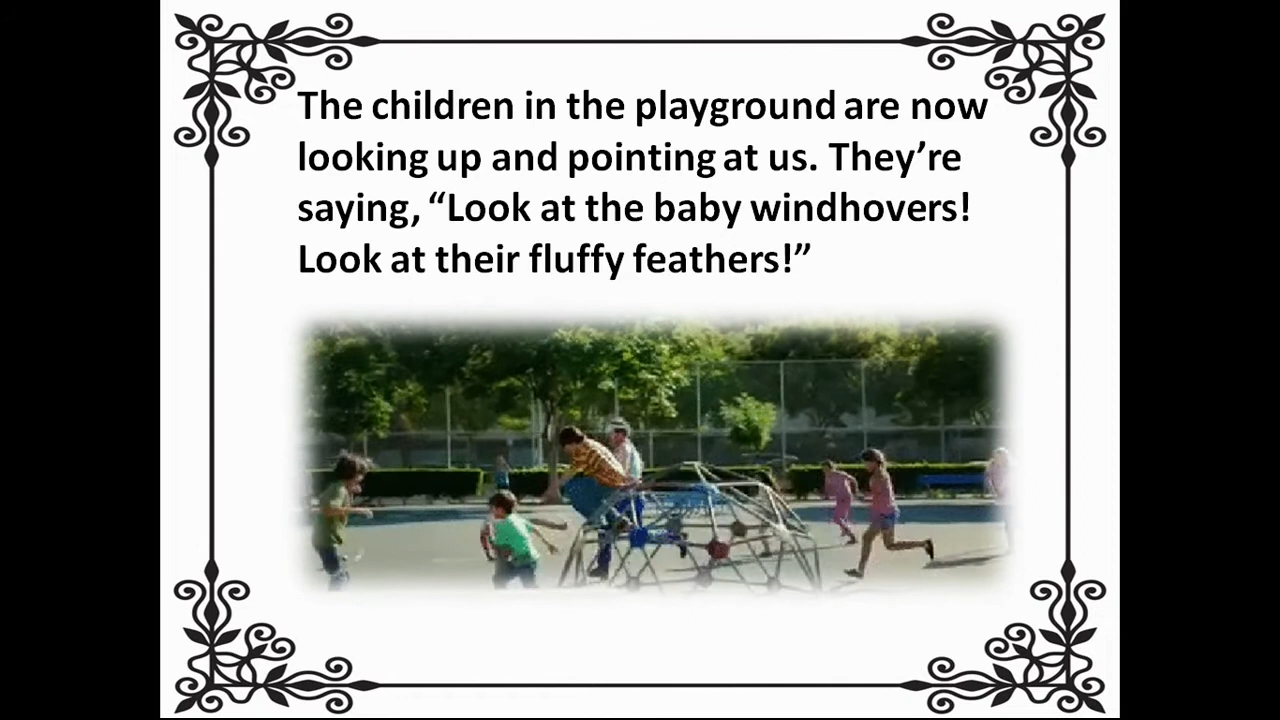 The children in the playground are now
looking up and pointing at us. They’re
saying, “Look at the baby windhovers!
Look at their fluffy feathers!”